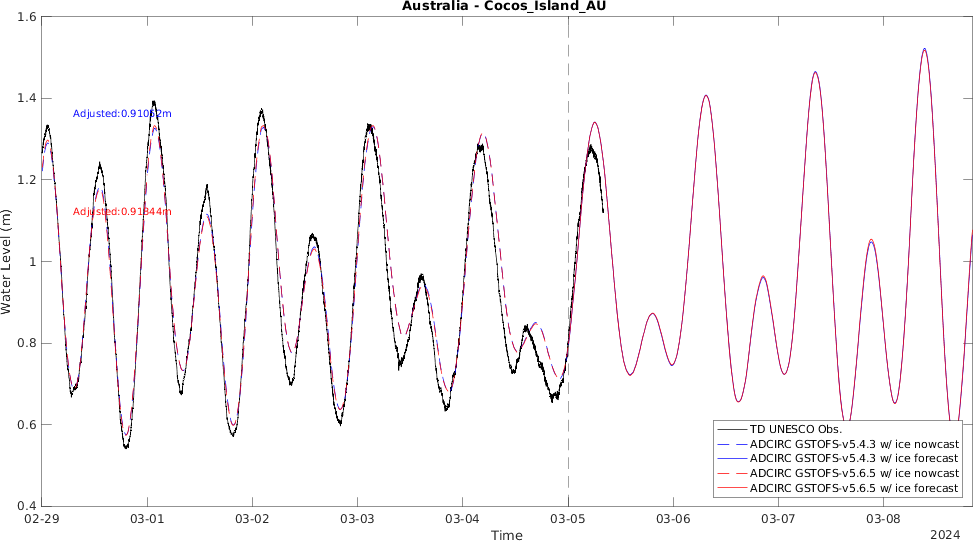 Australia - Cocos_Island_AU
Water Level (m)
1.6
1.4
1.2
1
0.8
0.6
0.4
Adjusted:0.91052m
Adjusted:0.91844m
TD UNESCO Obs.
ADCIRC GSTOFS-v5.4.3 w/ ice nowcast
ADCIRC GSTOFS-v5.4.3 w/ ice forecast
ADCIRC GSTOFS-v5.6.5 w/ ice nowcast
ADCIRC GSTOFS-v5.6.5 w/ ice forecast
02-29 03-01 03-02 03-03 03-04 03-05 03-06 03-07 03-08
Time
2024